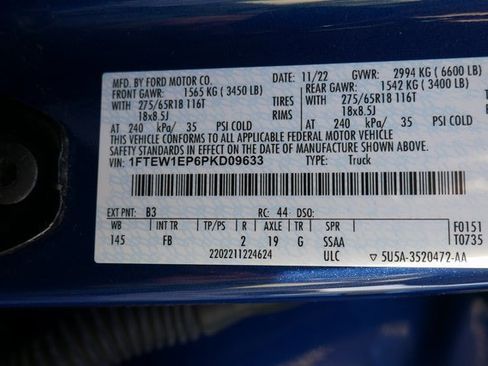 MFD. BY FORD MOTOR CO. 11/22 GVWR: 2994 KG ( 6600 LB)
FRONT GAWR: 1565 KG ( 3450 LB) REAR GAWR: 1542 KG ( 3400 LB)
WITH 275/65R18 116T TIRES WITH 275/65R18 116T TIRES
18x8.5J RIMS 18x8.5J RIMS
AT 240 kPa/ 35 PSI COLD AT 240 kPa/ 35 PSI COLD
THIS VEHICLE CONFORMS TO ALL APPLICABLE FEDERAL MOTOR VEHICLE
SAFETY STANDARDS IN EFFECT ON THE DATE OF MANUFACTURE SHOWN ABOVE.
VIN: 1FTEW1EP6PKD09633 TYPE: Truck
EXT PNT: B3 RC: 44 DSO: F0151
WB INT TR TP/PS R AXLE TR SPR T0735
145 FB 2 19 G SSAA
2202211224624 ULC 5U5A-3520472-AA